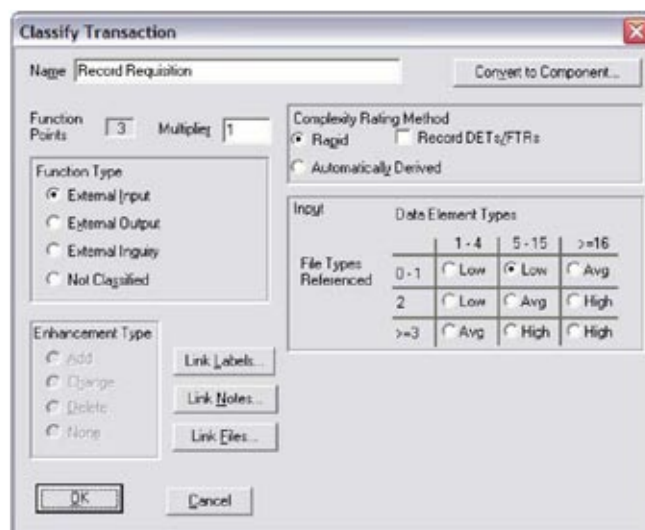 Classify Transaction
Name Record Requisition Convert to Component...
Function Points 3 Multiplier 1
Complexity Rating Method
Rapid Record DETs/FTRs
Automatically Derived
Function Type
External Input
External Output
External Inquiry
Not Classified
Input Data Element Types
1 - 4 5 - 15 >=16
File Types Referenced
0 - 1 Low Low Avg
2 Low Avg High
>=3 Avg High High
Enhancement Type
Add
Change
Delete
None
Link Labels...
Link Notes...
Link Files...
OK Cancel